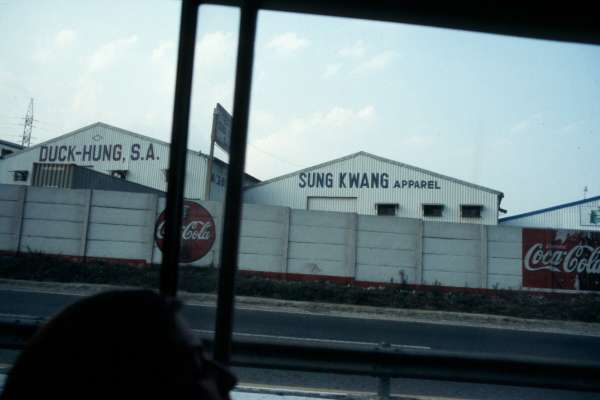 DUCK-HUNG, S.A.
SUNG KWANG APPAREL
Coca-Cola
Coca-Cola